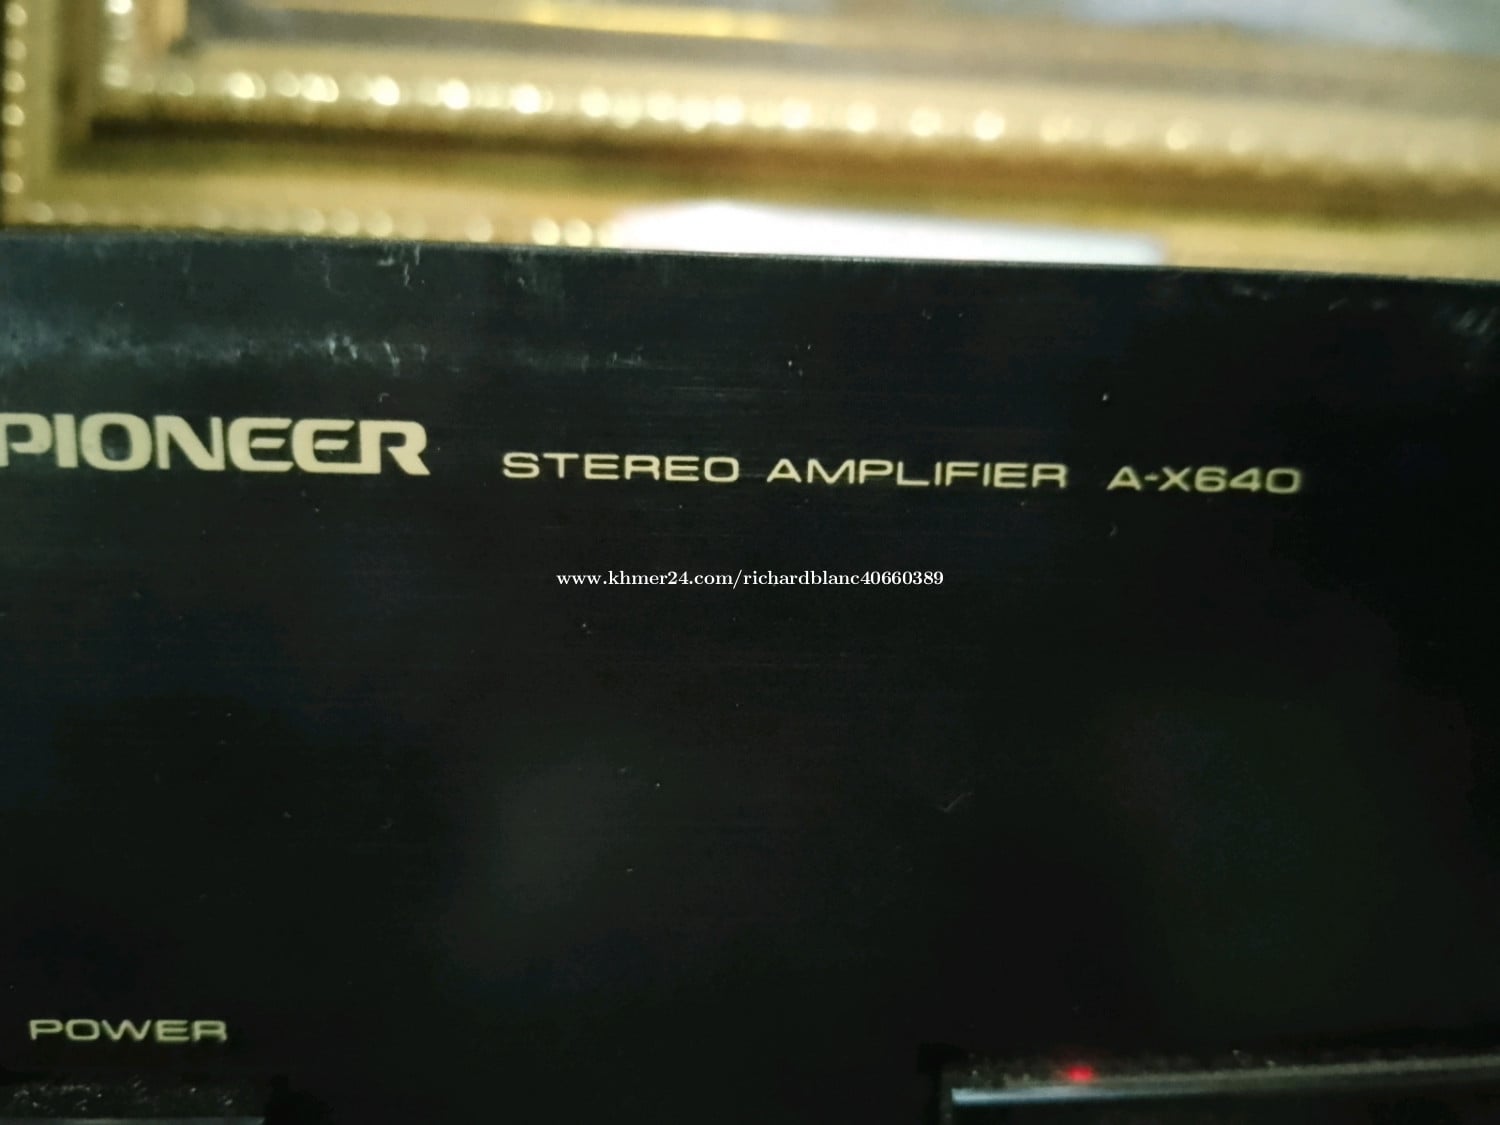 PIONEER STEREO AMPLIFIER A-X640
www.khmer24.com/richardblanc40660389
POWER